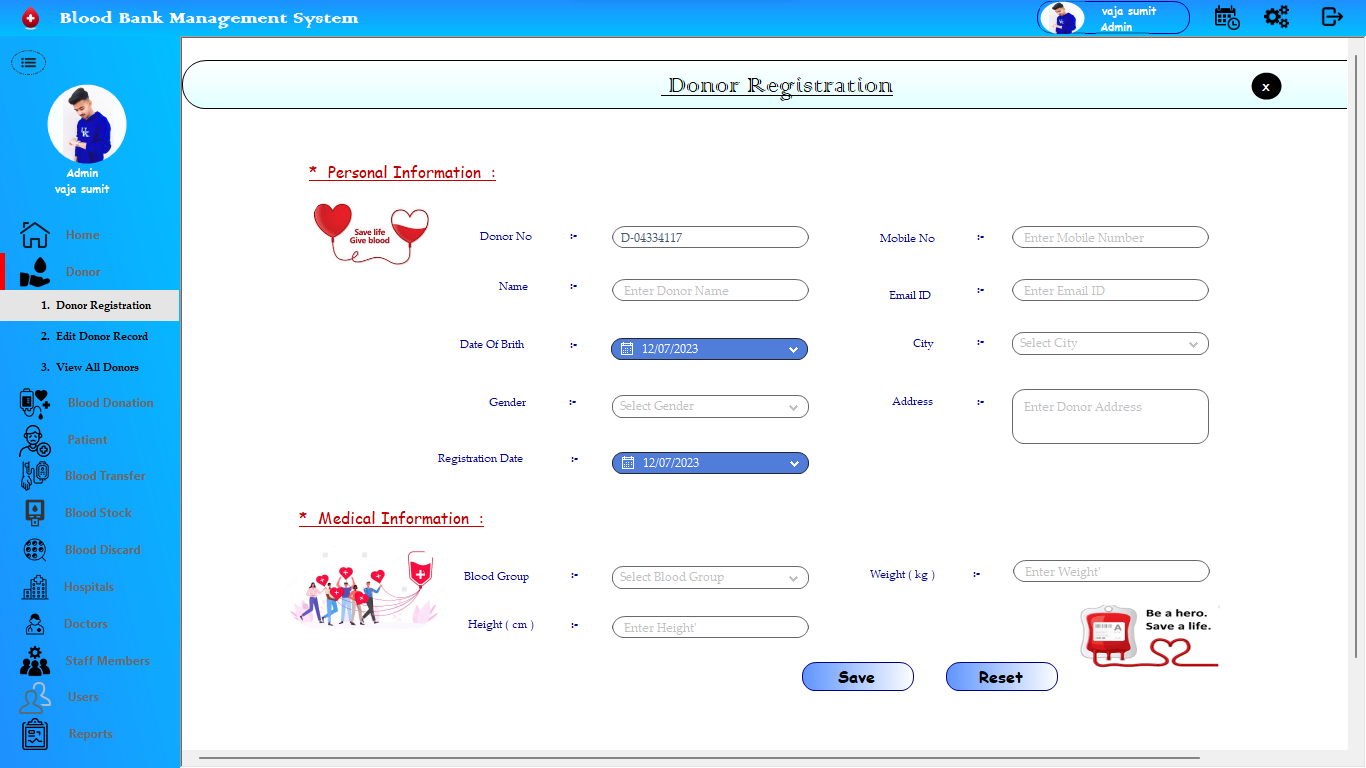 Blood Bank Management System
vaja sumit
Admin
Admin
vaja sumit
Home
Donor
1. Donor Registration
2. Edit Donor Record
3. View All Donors
Blood Donation
Patient
Blood Transfer
Blood Stock
Blood Discard
Hospitals
Doctors
Staff Members
Users
Reports
Donor Registration
x
* Personal Information :
Save life
Give blood
Donor No :- D-04334117
Mobile No :- Enter Mobile Number
Name :- Enter Donor Name
Email ID :- Enter Email ID
Date Of Brith :- 12/07/2023
City :- Select City
Gender :- Select Gender
Address :- Enter Donor Address
Registration Date :- 12/07/2023
* Medical Information :
Blood Group :- Select Blood Group
Weight ( kg ) :- Enter Weight'
Height ( cm ) :- Enter Height'
A
Be a hero.
Save a life.
Save
Reset